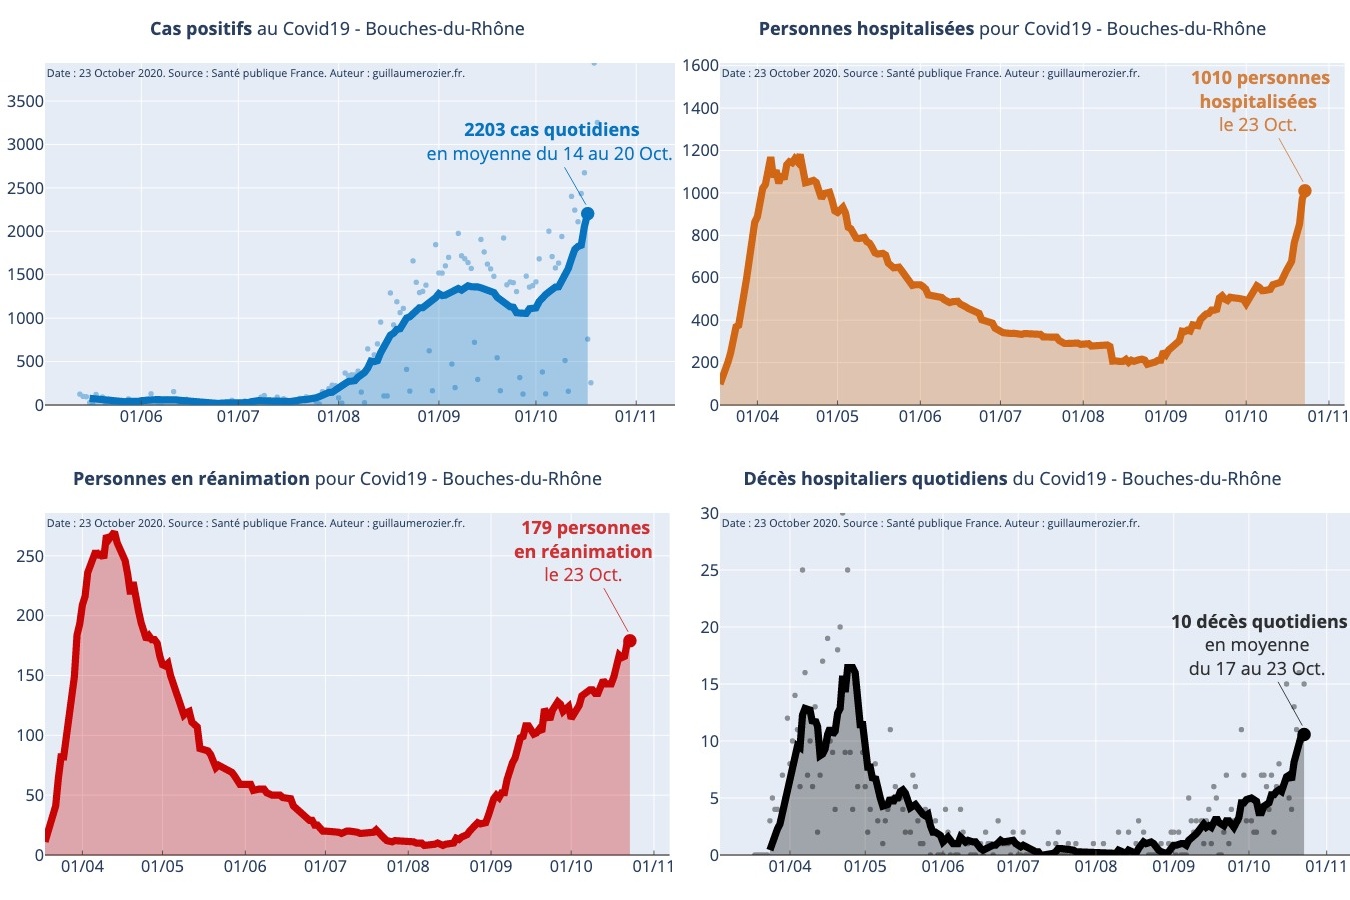 Cas positifs au Covid19 - Bouches-du-Rhône
Date : 23 October 2020. Source : Santé publique France. Auteur : guillaumerozier.fr.
2203 cas quotidiens
en moyenne du 14 au 20 Oct.
3500
3000
2500
2000
1500
1000
500
0
01/06 01/07 01/08 01/09 01/10 01/11
Personnes hospitalisées pour Covid19 - Bouches-du-Rhône
Date : 23 October 2020. Source : Santé publique France. Auteur : guillaumerozier.fr.
1010 personnes
hospitalisées
le 23 Oct.
1600
1400
1200
1000
800
600
400
200
0
01/04 01/05 01/06 01/07 01/08 01/09 01/10 01/11
Personnes en réanimation pour Covid19 - Bouches-du-Rhône
Date : 23 October 2020. Source : Santé publique France. Auteur : guillaumerozier.fr.
179 personnes
en réanimation
le 23 Oct.
250
200
150
100
50
0
01/04 01/05 01/06 01/07 01/08 01/09 01/10 01/11
Décès hospitaliers quotidiens du Covid19 - Bouches-du-Rhône
Date : 23 October 2020. Source : Santé publique France. Auteur : guillaumerozier.fr.
10 décès quotidiens
en moyenne
du 17 au 23 Oct.
30
25
20
15
10
5
0
01/04 01/05 01/06 01/07 01/08 01/09 01/10 01/11